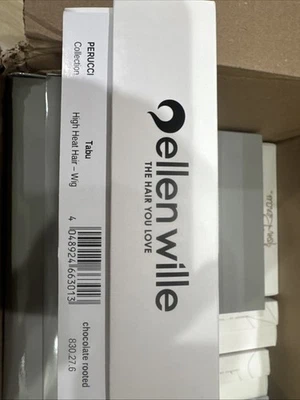 PERUCCI
Collection
Tabu
High Heat Hair – Wig
4 048924 663013
chocolate rooted
830.27.6
ellen wille
THE HAIR YOU LOVE